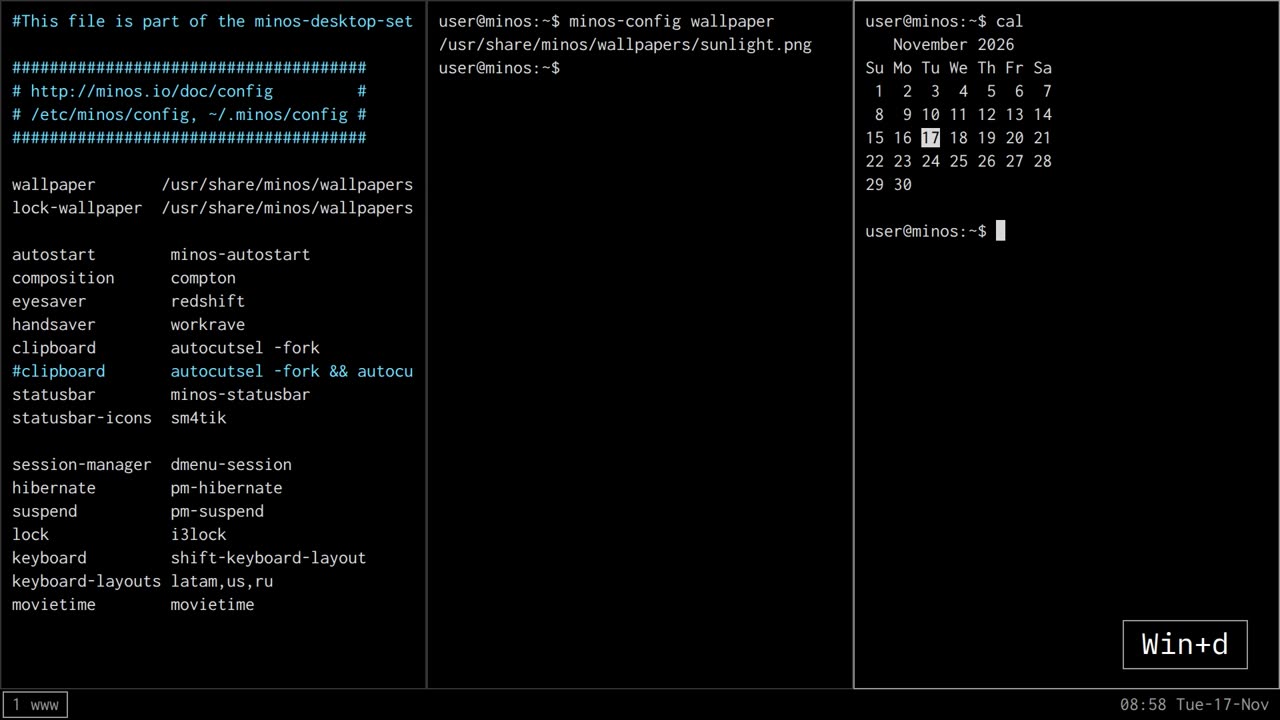 #This file is part of the minos-desktop-set
#####################################
# http://minos.io/doc/config         #
# /etc/minos/config, ~/.minos/config #
######################################
wallpaper       /usr/share/minos/wallpapers
lock-wallpaper  /usr/share/minos/wallpapers
autostart        minos-autostart
composition      compton
eyesaver         redshift
handsaver        workrave
clipboard        autocutsel -fork
#clipboard       autocutsel -fork && autocu
statusbar        minos-statusbar
statusbar-icons  sm4tik
session-manager  dmenu-session
hibernate        pm-hibernate
suspend          pm-suspend
lock             i3lock
keyboard         shift-keyboard-layout
keyboard-layouts latam,us,ru
movietime        movietime
user@minos:~$ minos-config wallpaper
/usr/share/minos/wallpapers/sunlight.png
user@minos:~$
user@minos:~$ cal
   November 2026
Su Mo Tu We Th Fr Sa
 1  2  3  4  5  6  7
 8  9 10 11 12 13 14
15 16 17 18 19 20 21
22 23 24 25 26 27 28
29 30
user@minos:~$
Win+d
1 www
08:58 Tue-17-Nov